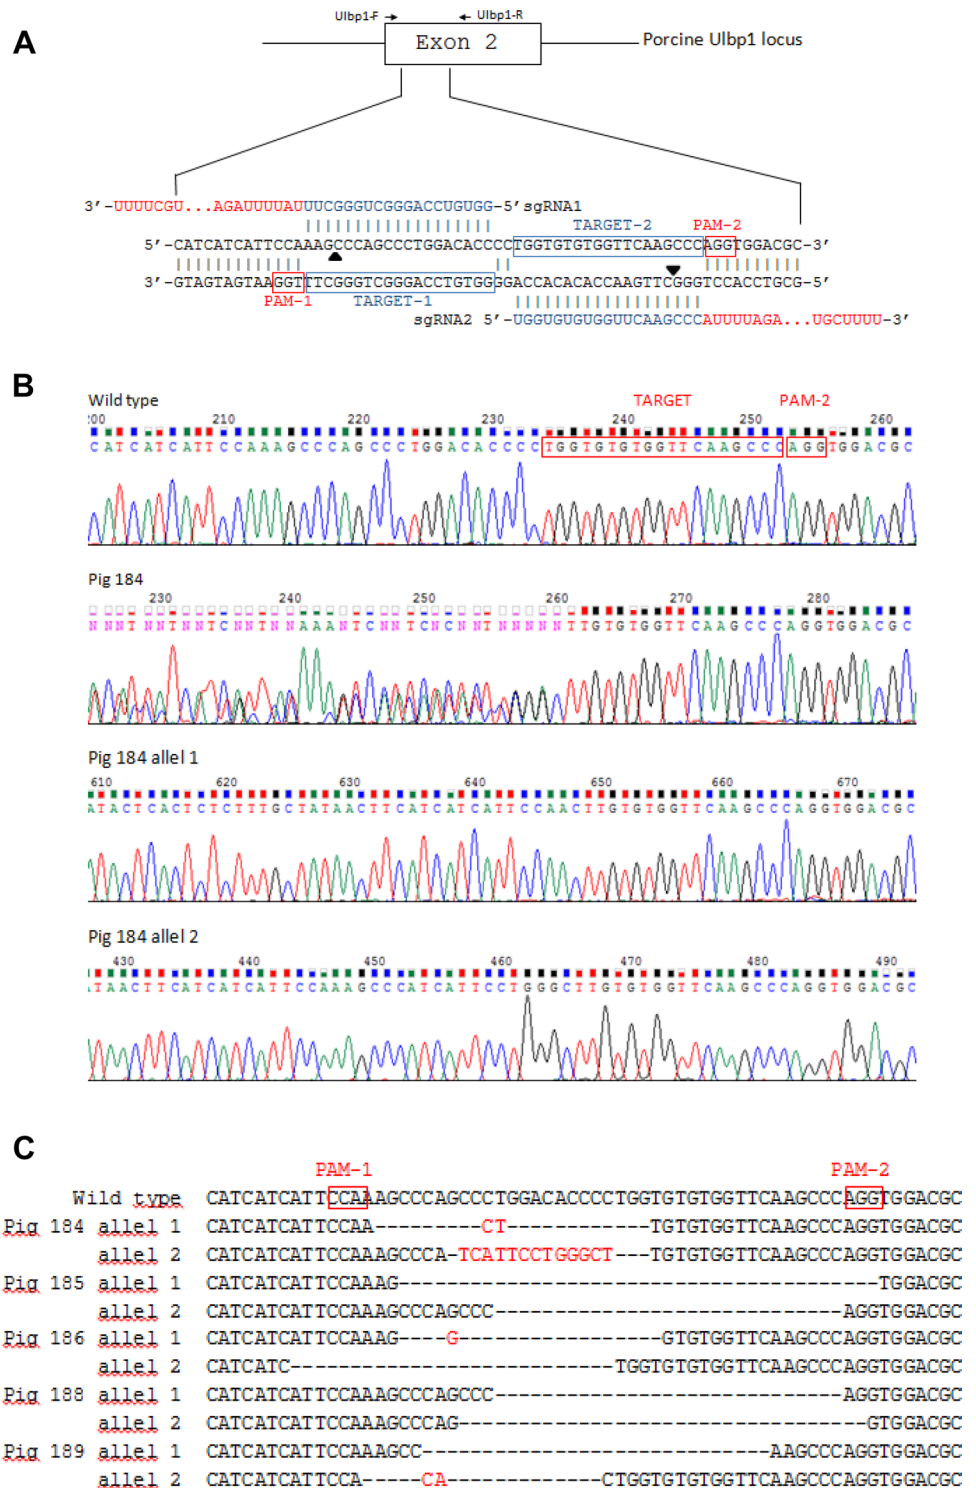 A
Ulbp1-F
Ulbp1-R
Exon 2
Porcine Ulbp1 locus
3’-UUUUCGU...AGAUUUUAUUUCGGGUCGGGACCUGUGG-5’sgRNA1
TARGET-2 PAM-2
5’-CATCATCATTCCAAAGCCCAGCCCTGGACACCCCTGGTGTGTGGTTCAAGCCCAGGTGGACGC-3’
3’-GTAGTAGTAAGGTTTCGGGTCGGGACCTGTGGGGACCACACACCAAGTTCGGGTCCACCTGCG-5’
PAM-1 TARGET-1
sgRNA2 5’-UGGUGUGUGGUUCAAGCCCAUUUUAGA...UGCUUUU-3’
B
Wild type TARGET PAM-2
200 210 220 230 240 250 260
CATCATCATTCCAAAGCCCAGCCCTGGACACCCCTGGTGTGTGGTTCAAGCCCAGGTGGACGC
Pig 184
230 240 250 260 270 280
NNNTNNTNNTCNNTNNAAANTCNNTCNCNNTNNNNNTTGTGTGGTTCAAGCCCAGGTGGACGC
Pig 184 allel 1
610 620 630 640 650 660 670
ATACTCACTCTCTTTGCTATAACTTCATCATCATTCCAACTTGTGTGGTTCAAGCCCAGGTGGACGC
Pig 184 allel 2
430 440 450 460 470 480 490
ATAACTTCATCATCATTCCAAAGCCCATCATTCCTGGGCTTGTGTGGTTCAAGCCCAGGTGGACGC
C
PAM-1 PAM-2
Wild type CATCATCATTCCAAAGCCCAGCCCTGGACACCCCTGGTGTGTGGTTCAAGCCCAGGTGGACGC
Pig 184 allel 1 CATCATCATTCCAA---------CT------------TGTGTGGTTCAAGCCCAGGTGGACGC
allel 2 CATCATCATTCCAAAGCCCA-TCATTCCTGGGCT---TGTGTGGTTCAAGCCCAGGTGGACGC
Pig 185 allel 1 CATCATCATTCCAAAG----------------------------------------TGGACGC
allel 2 CATCATCATTCCAAAGCCCAGCCC-----------------------------AGGTGGACGC
Pig 186 allel 1 CATCATCATTCCAAAG----G-----------------GTGTGGTTCAAGCCCAGGTGGACGC
allel 2 CATCATC---------------------------TGGTGTGTGGTTCAAGCCCAGGTGGACGC
Pig 188 allel 1 CATCATCATTCCAAAGCCCAGCCC-----------------------------AGGTGGACGC
allel 2 CATCATCATTCCAAAGCCCAG----------------------------------GTGGACGC
Pig 189 allel 1 CATCATCATTCCAAAGCC-----------------------------AAGCCCAGGTGGACGC
allel 2 CATCATCATTCCA-----CA-------------CTGGTGTGTGGTTCAAGCCCAGGTGGACGC